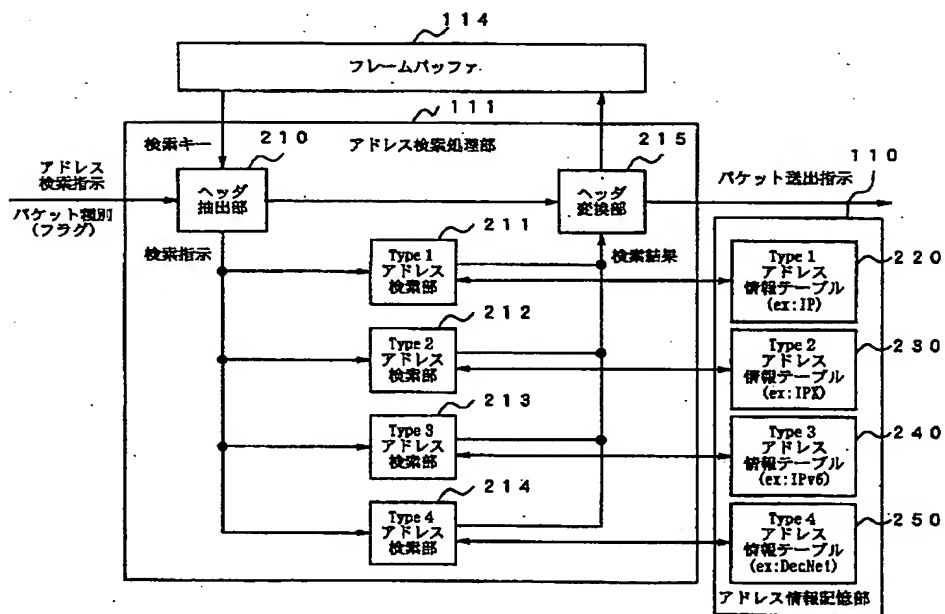 114
フレームバッファ
111
検索キー
210
アドレス検索処理部
215
110
アドレス
検索指示
パケット種別
(フラグ)
ヘッダ
抽出部
ヘッダ
変換部
パケット送出指示
検索指示
211
検索結果
Type 1
アドレス
検索部
Type 1
アドレス
情報テーブル
(ex:IP)
220
212
Type 2
アドレス
検索部
Type 2
アドレス
情報テーブル
(ex:IPX)
230
213
Type 3
アドレス
検索部
Type 3
アドレス
情報テーブル
(ex:IPv6)
240
214
Type 4
アドレス
検索部
Type 4
アドレス
情報テーブル
(ex:DecNet)
250
アドレス情報記憶部